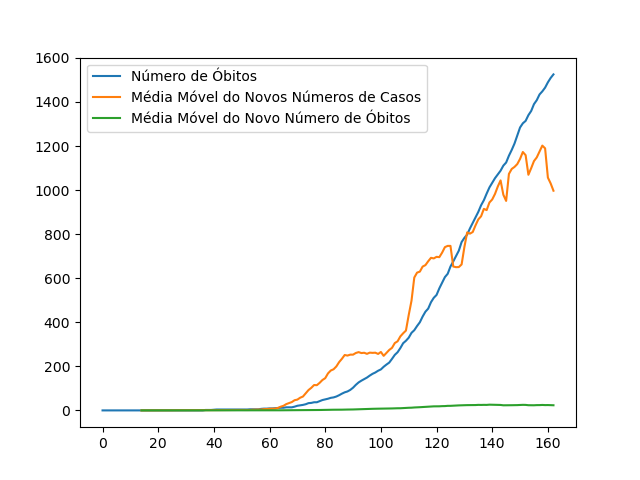 1600
1400
1200
1000
800
600
400
200
0
Número de Óbitos
Média Móvel do Novos Números de Casos
Média Móvel do Novo Número de Óbitos
0 20 40 60 80 100 120 140 160